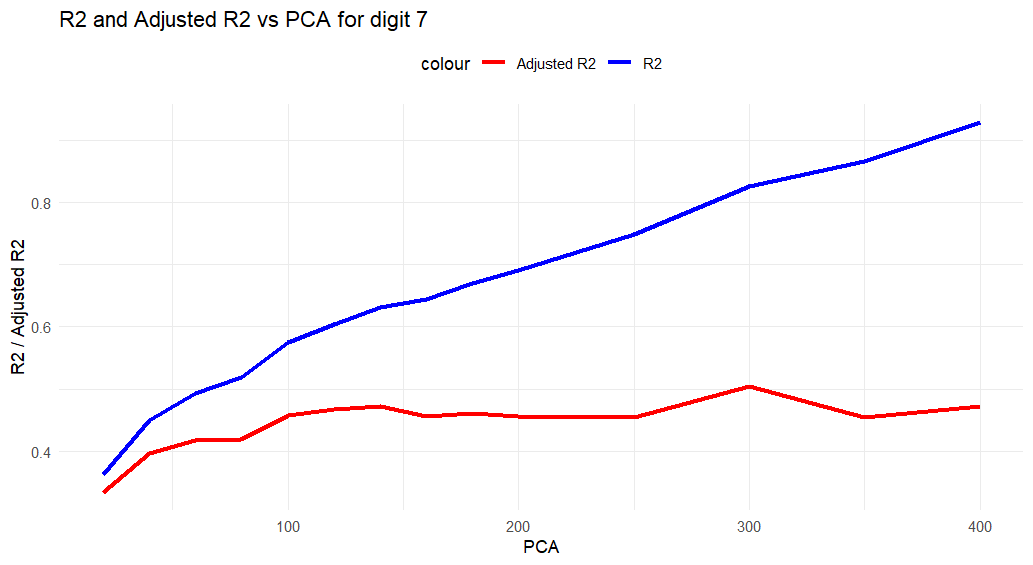 R2 and Adjusted R2 vs PCA for digit 7
colour Adjusted R2 R2
R2 / Adjusted R2
0.8
0.6
0.4
100 200 300 400
PCA